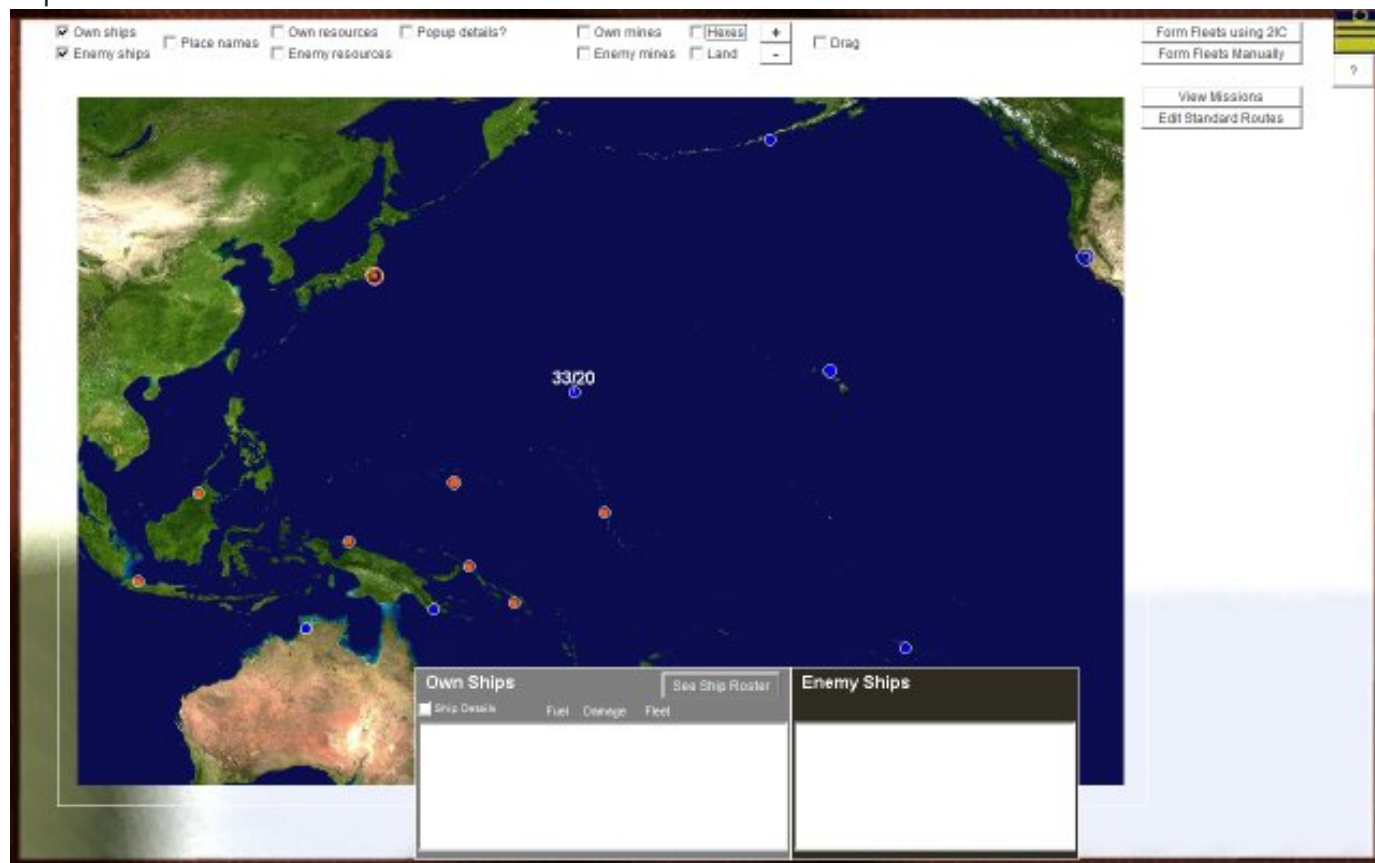 Own ships
Enemy ships
Place names
Own resources
Enemy resources
Popup details?
Own mines
Enemy mines
Hexes
Land
+
-
Drag
Form Fleets using 2IC
Form Fleets Manually
?
View Missions
Edit Standard Routes
33/20
Own Ships
See Ship Roster
Ship Details Fuel Damage Fleet
Enemy Ships